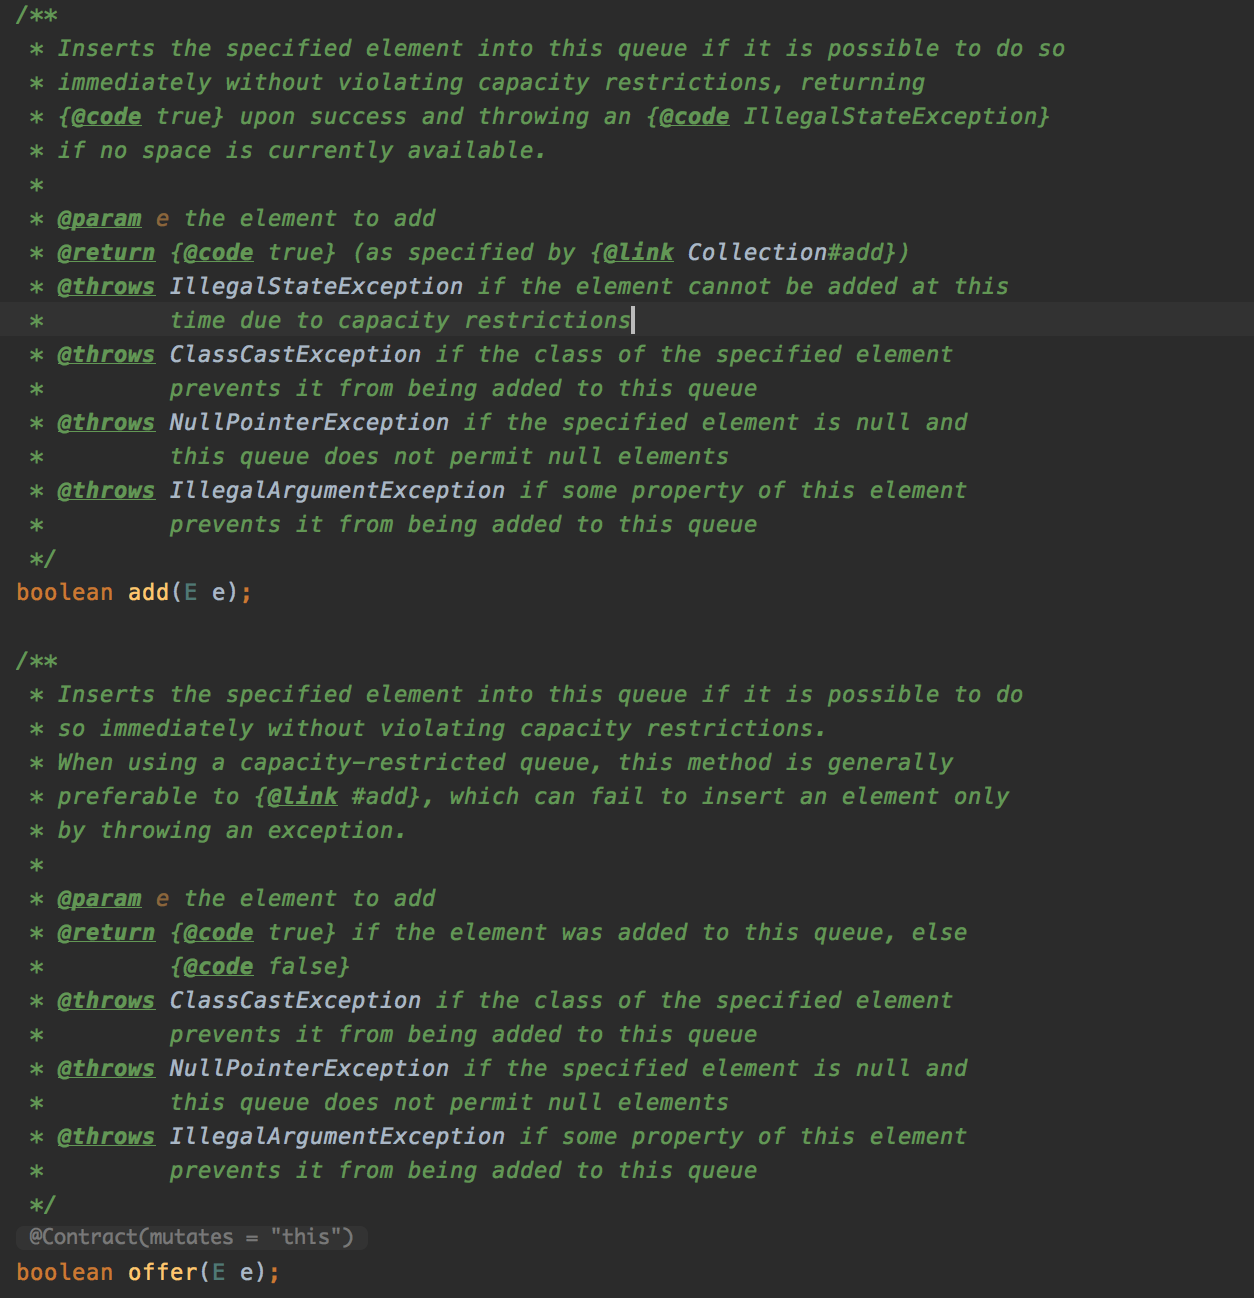 /**
 * Inserts the specified element into this queue if it is possible to do so
 * immediately without violating capacity restrictions, returning
 * {@code true} upon success and throwing an {@code IllegalStateException}
 * if no space is currently available.
 *
 * @param e the element to add
 * @return {@code true} (as specified by {@link Collection#add})
 * @throws IllegalStateException if the element cannot be added at this
 *         time due to capacity restrictions
 * @throws ClassCastException if the class of the specified element
 *         prevents it from being added to this queue
 * @throws NullPointerException if the specified element is null and
 *         this queue does not permit null elements
 * @throws IllegalArgumentException if some property of this element
 *         prevents it from being added to this queue
 */
boolean add(E e);

/**
 * Inserts the specified element into this queue if it is possible to do
 * so immediately without violating capacity restrictions.
 * When using a capacity-restricted queue, this method is generally
 * preferable to {@link #add}, which can fail to insert an element only
 * by throwing an exception.
 *
 * @param e the element to add
 * @return {@code true} if the element was added to this queue, else
 *         {@code false}
 * @throws ClassCastException if the class of the specified element
 *         prevents it from being added to this queue
 * @throws NullPointerException if the specified element is null and
 *         this queue does not permit null elements
 * @throws IllegalArgumentException if some property of this element
 *         prevents it from being added to this queue
 */
@Contract(mutates = "this")
boolean offer(E e);